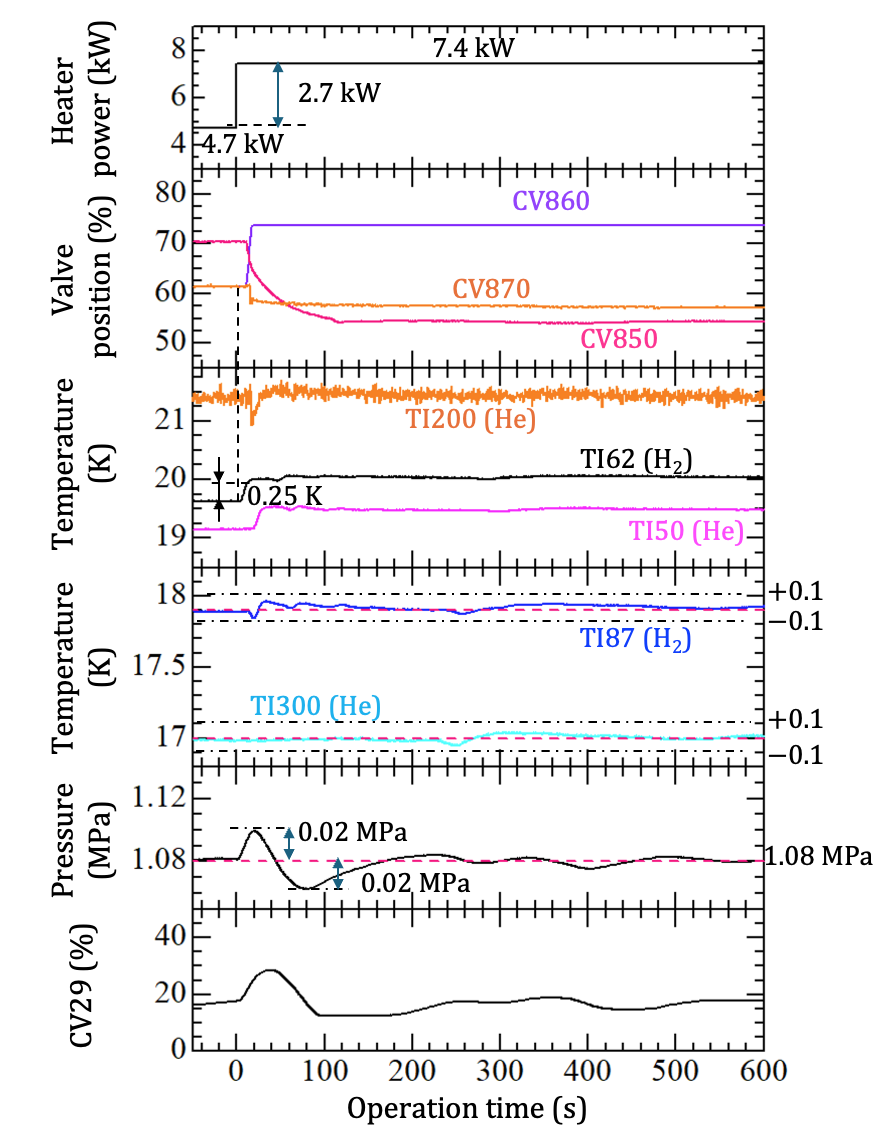 Heater
power (kW)
8
6
4
7.4 kW
2.7 kW
4.7 kW
Valve
position (%)
80
70
60
50
CV860
CV870
CV850
Temperature
(K)
21
20
19
TI200 (He)
TI62 (H₂)
0.25 K
TI50 (He)
Temperature
(K)
18
17.5
17
+0.1
−0.1
TI87 (H₂)
TI300 (He)
+0.1
−0.1
Pressure
(MPa)
1.12
1.08
0.02 MPa
1.08 MPa
0.02 MPa
CV29 (%)
40
20
0
0 100 200 300 400 500 600
Operation time (s)